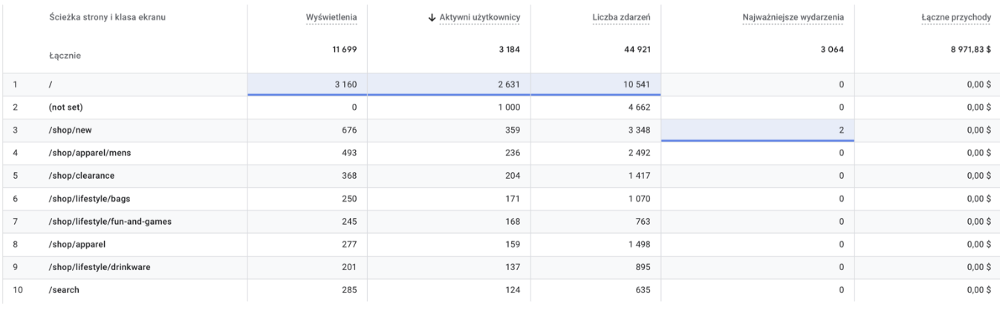 Ścieżka strony i klasa ekranu Wyświetlenia ↓ Aktywni użytkownicy Liczba zdarzeń Najważniejsze wydarzenia Łączne przychody
Łącznie 11 699 3 184 44 921 3 064 8 971,83 $
1 / 3 160 2 631 10 541 0 0,00 $
2 (not set) 0 1 000 4 662 0 0,00 $
3 /shop/new 676 359 3 348 2 0,00 $
4 /shop/apparel/mens 493 236 2 492 0 0,00 $
5 /shop/clearance 368 204 1 417 0 0,00 $
6 /shop/lifestyle/bags 250 171 1 070 0 0,00 $
7 /shop/lifestyle/fun-and-games 245 168 763 0 0,00 $
8 /shop/apparel 277 159 1 498 0 0,00 $
9 /shop/lifestyle/drinkware 201 137 895 0 0,00 $
10 /search 285 124 635 0 0,00 $